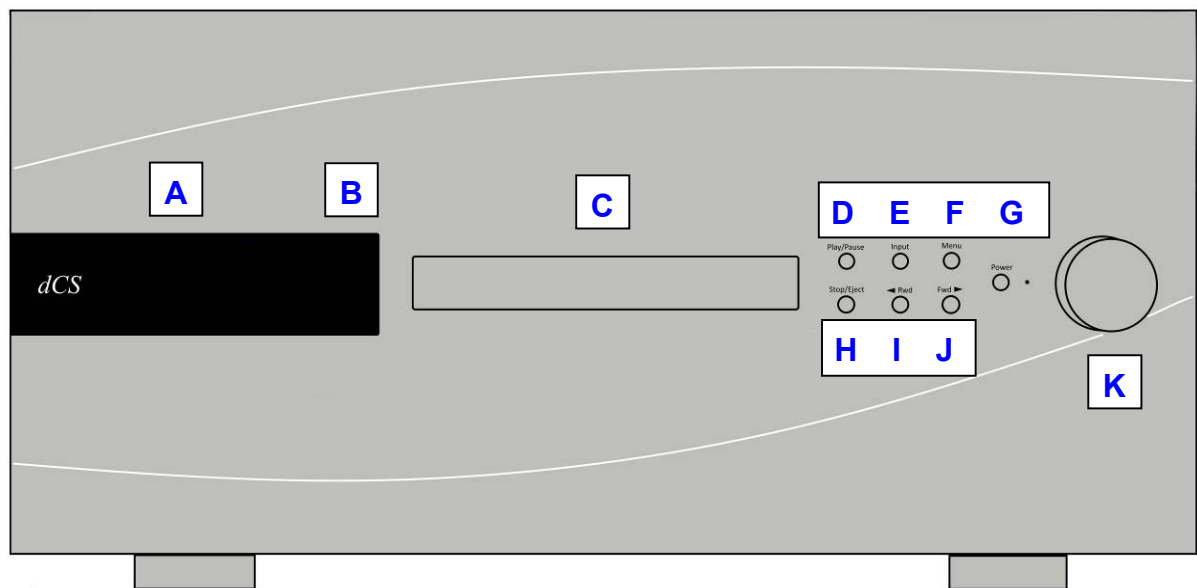 A B C D E F G
Play/Pause Input Menu
Power
dCS
Stop/Eject ◄ Rwd Fwd ►
H I J
K